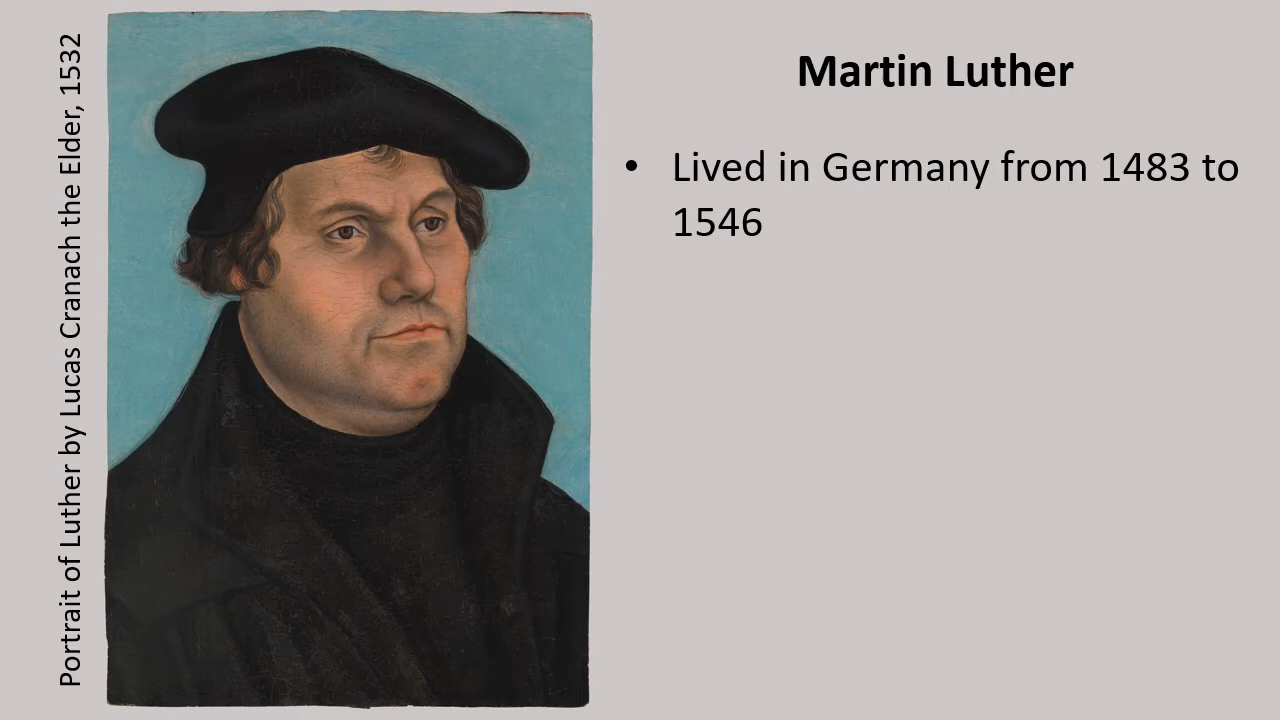 Portrait of Luther by Lucas Cranach the Elder, 1532
Martin Luther
• Lived in Germany from 1483 to
1546